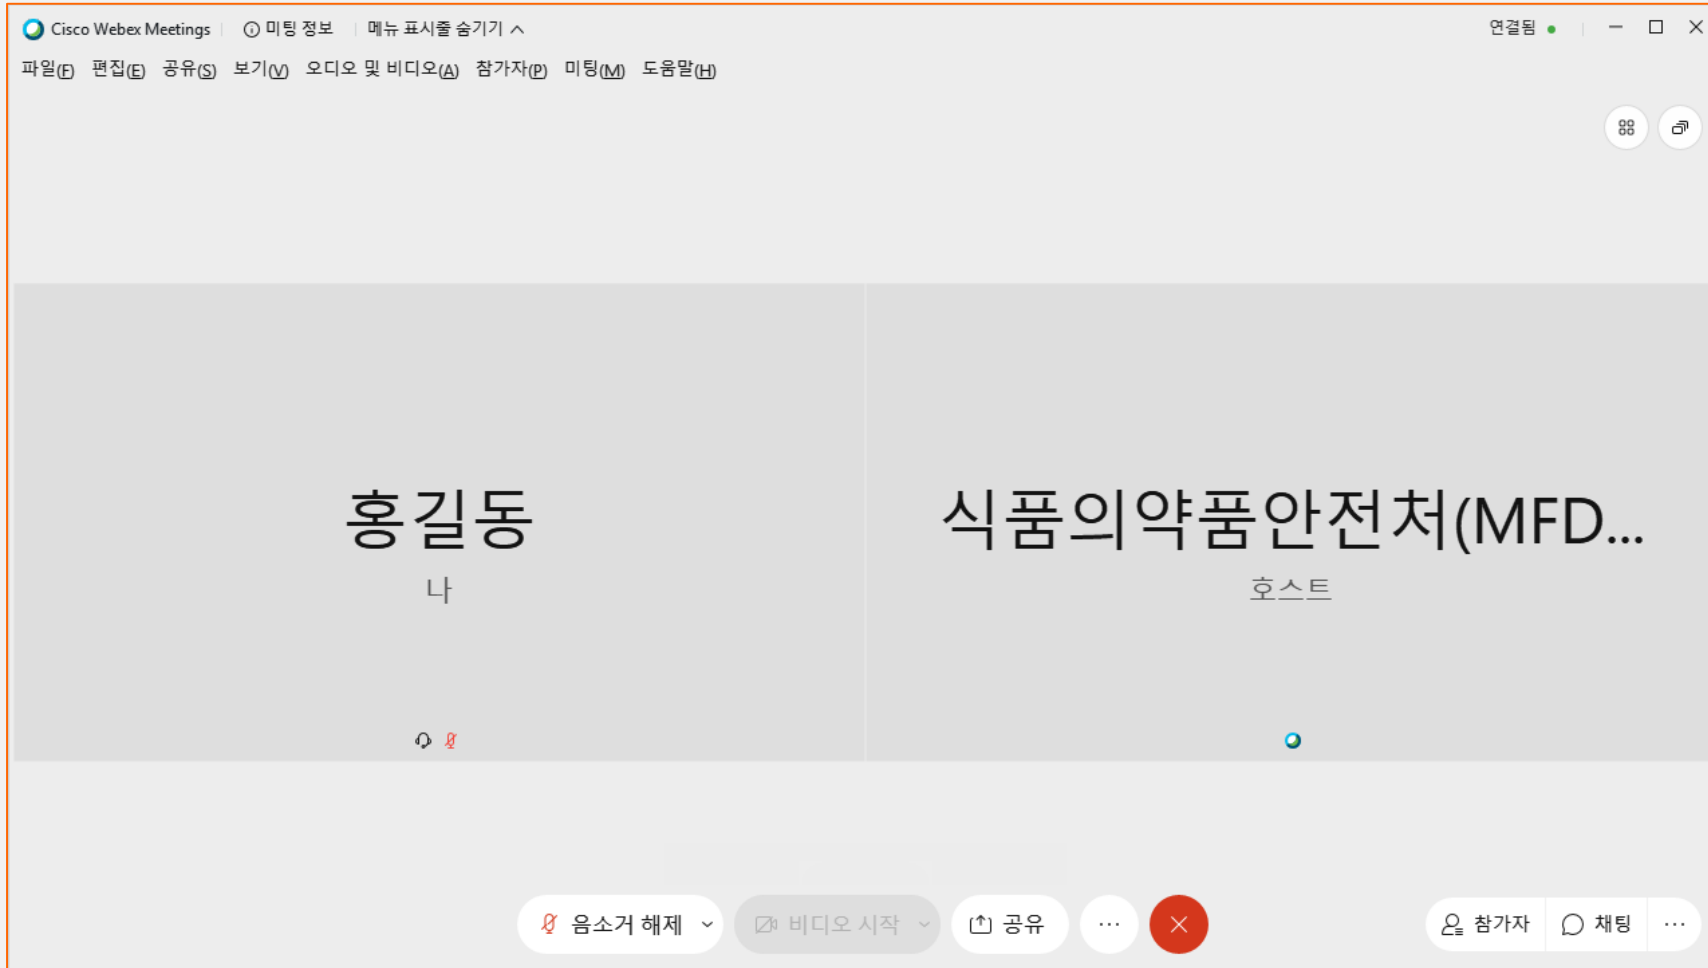 Cisco Webex Meetings 미팅 정보 메뉴 표시줄 숨기기 연결됨
파일(F) 편집(E) 공유(S) 보기(V) 오디오 및 비디오(A) 참가자(P) 미팅(M) 도움말(H)
홍길동
나
식품의약품안전처(MFD...
호스트
음소거 해제 비디오 시작 공유 ... 참가자 채팅 ...